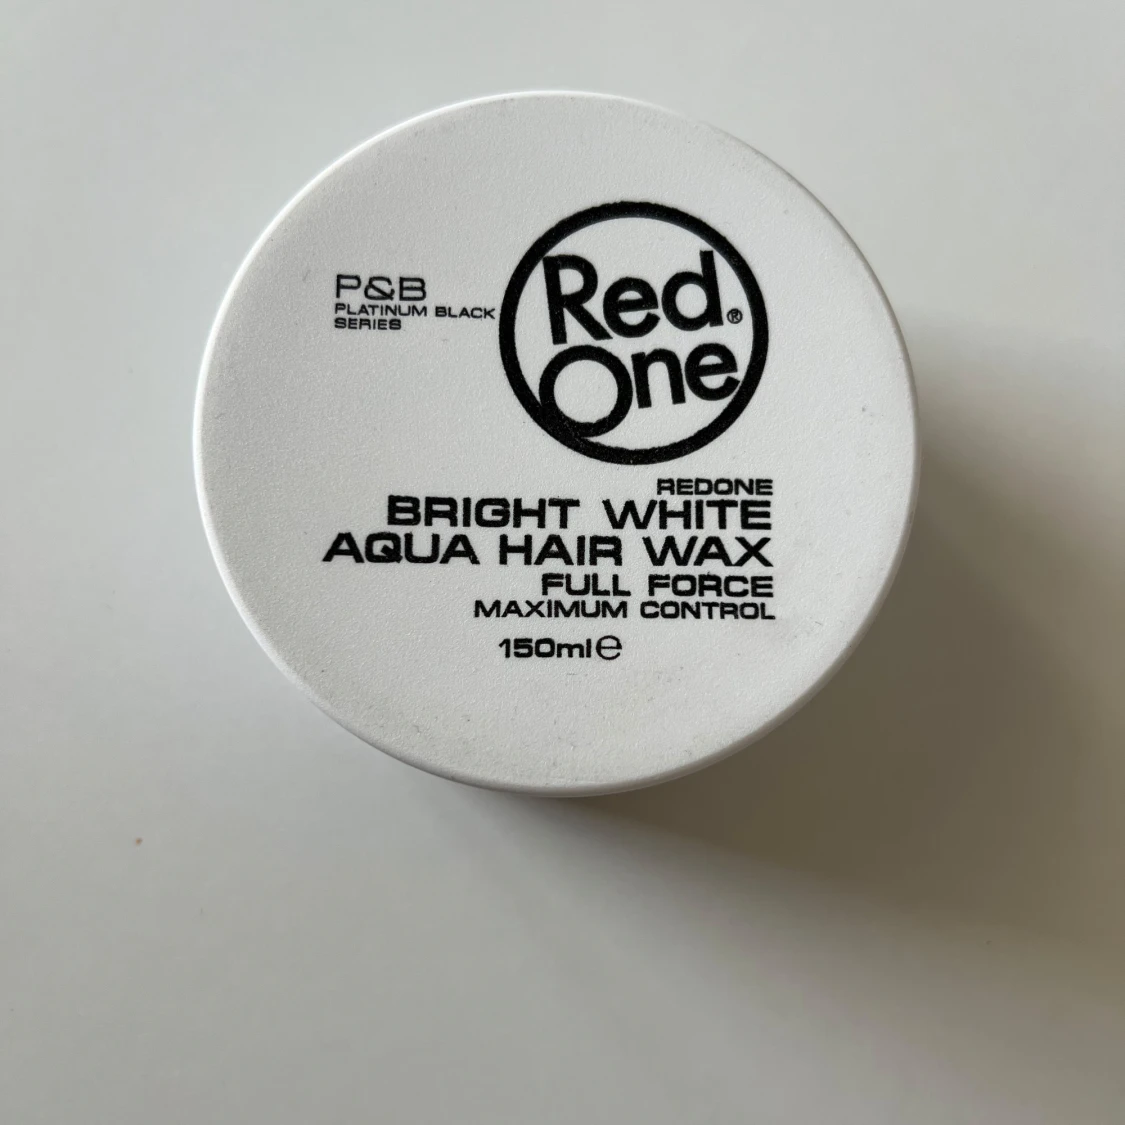 P&B
PLATINUM BLACK
SERIES
Red®
One
REDONE
BRIGHT WHITE
AQUA HAIR WAX
FULL FORCE
MAXIMUM CONTROL
150ml℮